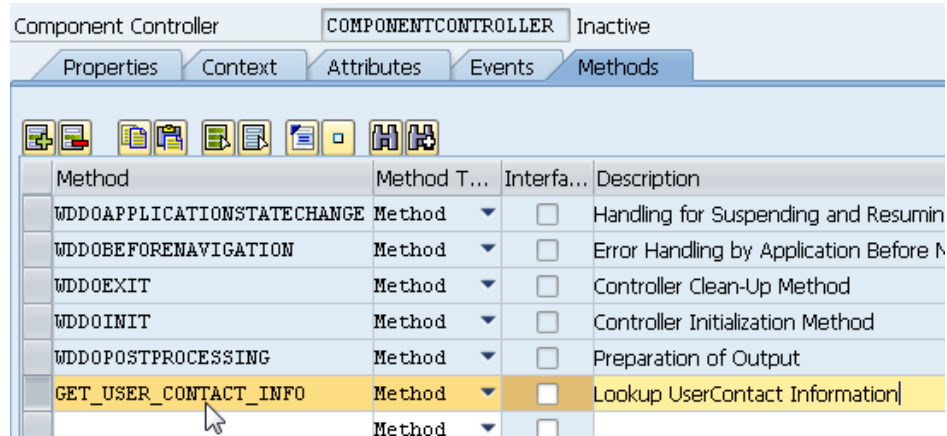 Component Controller COMPONENTCONTROLLER Inactive
Properties Context Attributes Events Methods
Method Method T... Interfa... Description
WDDOAPPLICATIONSTATECHANGE Method Handling for Suspending and Resumin
WDDOBEFORENAVIGATION Method Error Handling by Application Before
WDDOEXIT Method Controller Clean-Up Method
WDDOINIT Method Controller Initialization Method
WDDOPOSTPROCESSING Method Preparation of Output
GET_USER_CONTACT_INFO Method Lookup UserContact Information
Method